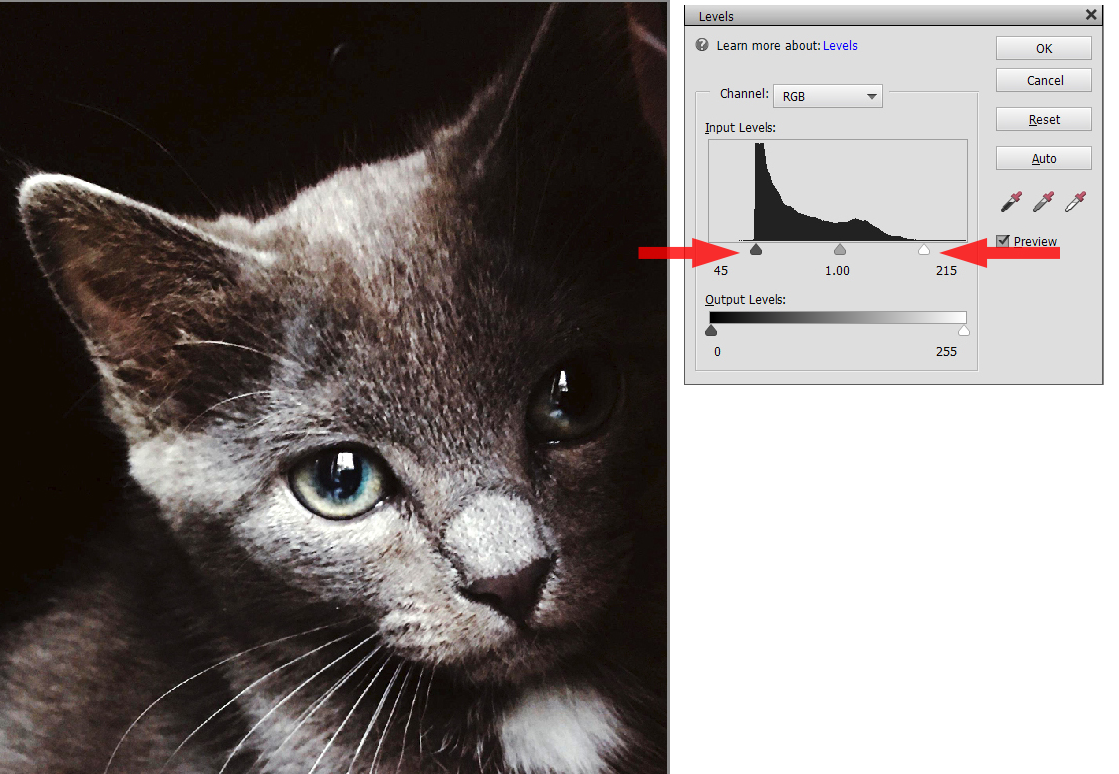 Levels
Learn more about: Levels
OK
Cancel
Reset
Auto
Channel: RGB
Input Levels:
45 1.00 215
Preview
Output Levels:
0 255